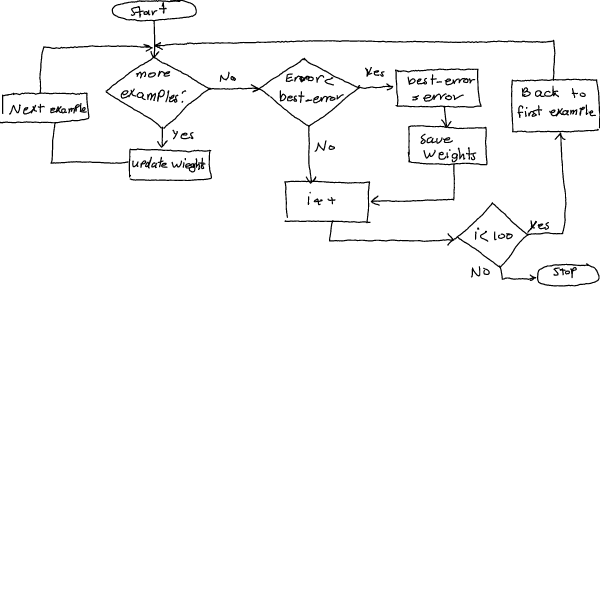 Start
more
examples?
No
Error <
best-error
Yes
best-error
= error
Back to
first example
Next example
Yes
update wieght
No
Save
Weights
i++
i < 100
Yes
NO
Stop